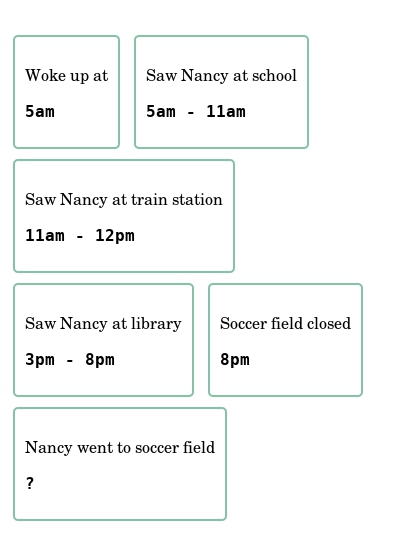 Woke up at
5am
Saw Nancy at school
5am - 11am
Saw Nancy at train station
11am - 12pm
Saw Nancy at library
3pm - 8pm
Soccer field closed
8pm
Nancy went to soccer field
?